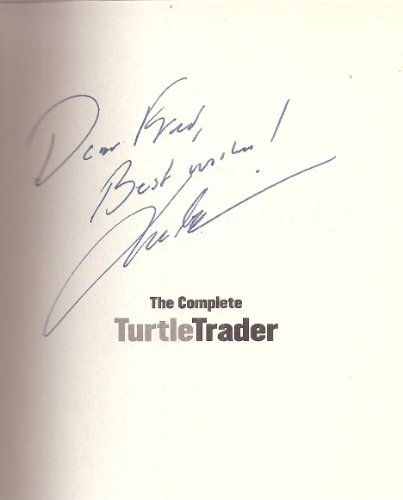 Dear Fred,
Best wishes!
The Complete
TurtleTrader